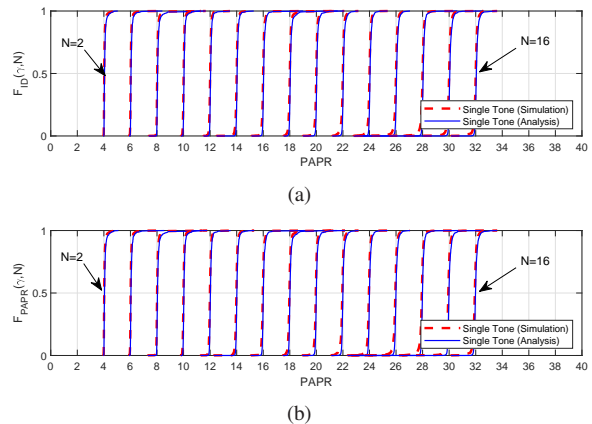 1
0.5
0
F_ID(γ,N)
N=2
N=16
Single Tone (Simulation)
Single Tone (Analysis)
0 2 4 6 8 10 12 14 16 18 20 22 24 26 28 30 32 34 36 38 40
PAPR
(a)
1
0.5
0
F_PAPR(γ,N)
N=2
N=16
Single Tone (Simulation)
Single Tone (Analysis)
0 2 4 6 8 10 12 14 16 18 20 22 24 26 28 30 32 34 36 38 40
PAPR
(b)